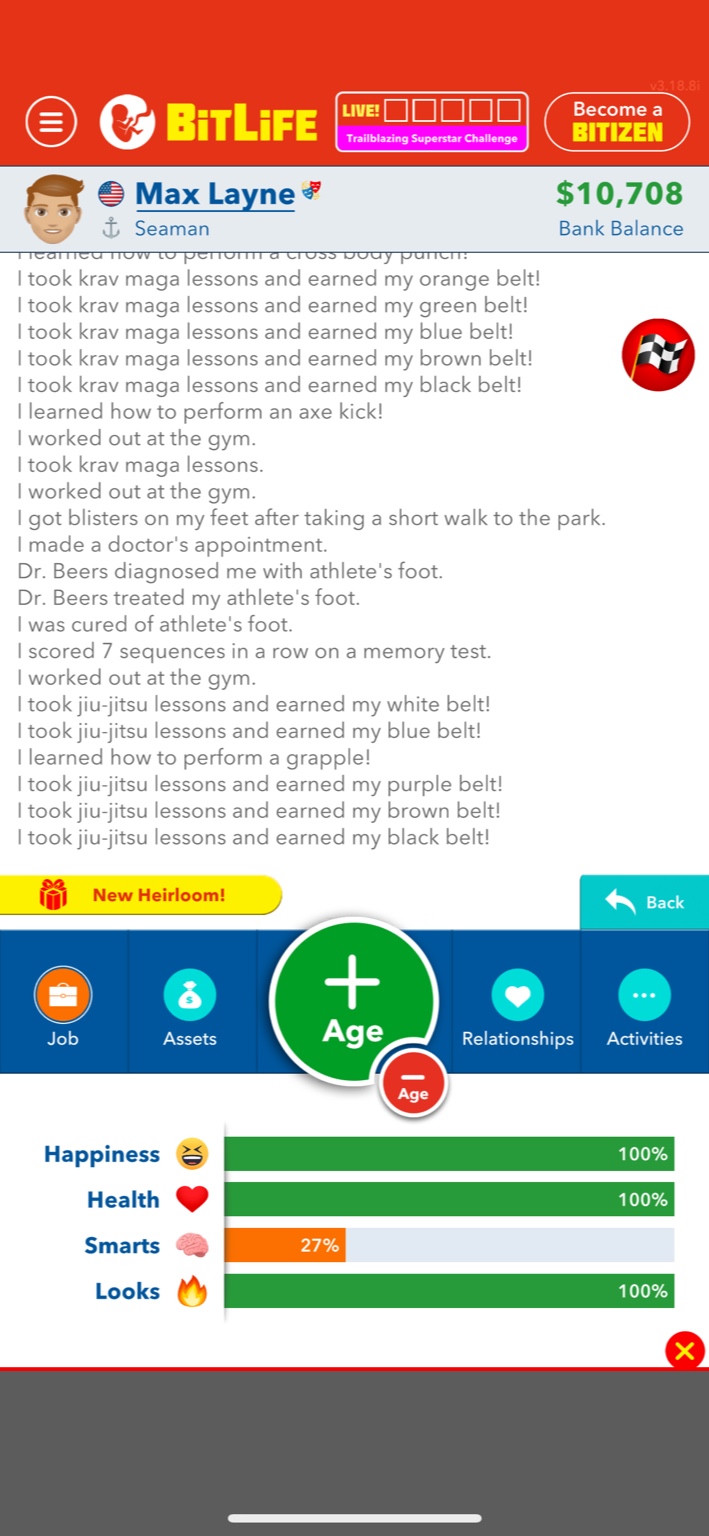 v3.18.8i
BiTLiFE
LIVE!
Trailblazing Superstar Challenge
Become a
BITIZEN
Max Layne
$10,708
Seaman
Bank Balance
I learned how to perform a cross body punch!
I took krav maga lessons and earned my orange belt!
I took krav maga lessons and earned my green belt!
I took krav maga lessons and earned my blue belt!
I took krav maga lessons and earned my brown belt!
I took krav maga lessons and earned my black belt!
I learned how to perform an axe kick!
I worked out at the gym.
I took krav maga lessons.
I worked out at the gym.
I got blisters on my feet after taking a short walk to the park.
I made a doctor's appointment.
Dr. Beers diagnosed me with athlete's foot.
Dr. Beers treated my athlete's foot.
I was cured of athlete's foot.
I scored 7 sequences in a row on a memory test.
I worked out at the gym.
I took jiu-jitsu lessons and earned my white belt!
I took jiu-jitsu lessons and earned my blue belt!
I learned how to perform a grapple!
I took jiu-jitsu lessons and earned my purple belt!
I took jiu-jitsu lessons and earned my brown belt!
I took jiu-jitsu lessons and earned my black belt!
New Heirloom!
Back
Job
Assets
Age
Relationships
Activities
Age
Happiness 100%
Health 100%
Smarts 27%
Looks 100%